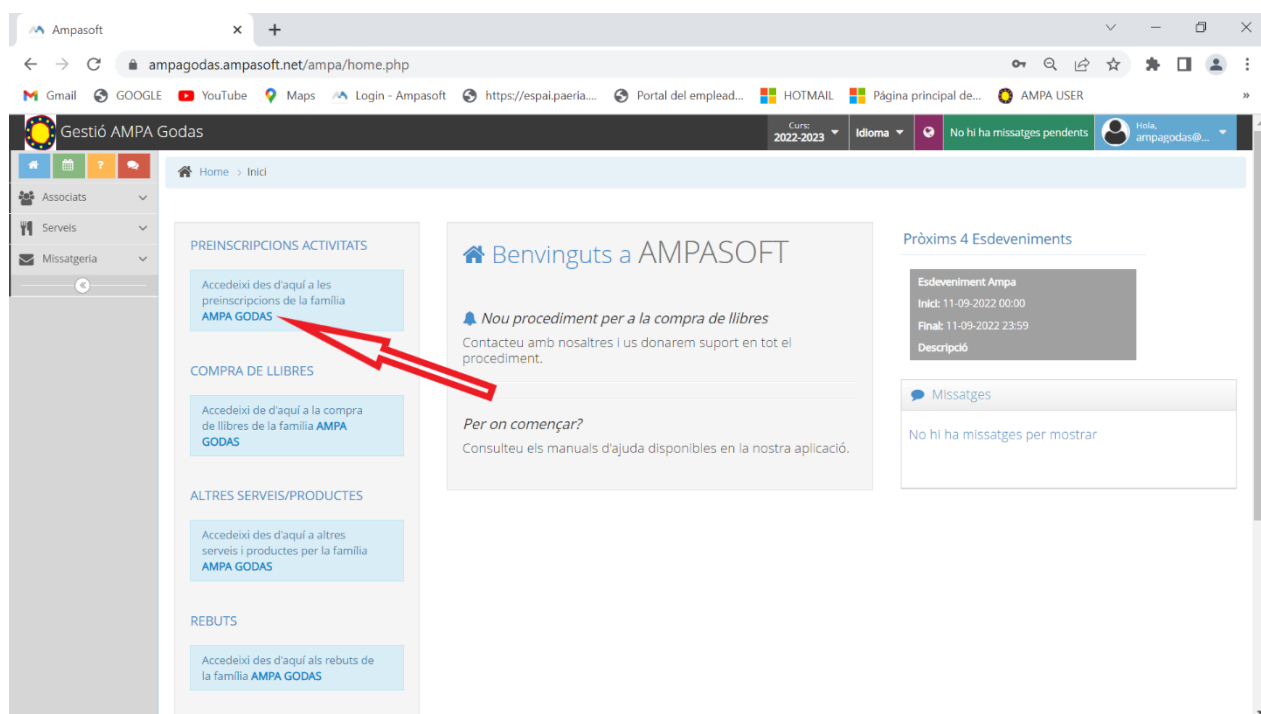 Ampasoft
ampagodas.ampasoft.net/ampa/home.php
Gmail
GOOGLE
YouTube
Maps
Login - Ampasoft
https://espai.paeria....
Portal del emplead...
HOTMAIL
Página principal de...
AMPA USER
»
Gestió AMPA Godas
Curs:
2022-2023
Idioma
No hi ha missatges pendents
Hola,
ampagodas@...
Home > Inici
Associats
Serveis
Missatgeria
PREINSCRIPCIONS ACTIVITATS
Accedeixi des d'aquí a les
preinscripcions de la família
AMPA GODAS
COMPRA DE LLIBRES
Accedeixi de d'aquí a la compra
de llibres de la familia AMPA
GODAS
ALTRES SERVEIS/PRODUCTES
Accedeixi des d'aquí a altres
serveis i productes per la família
AMPA GODAS
REBUTS
Accedeixi des d'aquí als rebuts de
la família AMPA GODAS
Benvinguts a AMPASOFT
Nou procediment per a la compra de llibres
Contacteu amb nosaltres i us donarem suport en tot el
procediment.
Per on començar?
Consulteu els manuals d'ajuda disponibles en la nostra aplicació.
Pròxims 4 Esdeveniments
Esdeveniment Ampa
Inici: 11-09-2022 00:00
Final: 11-09-2022 23:59
Descripció
Missatges
No hi ha missatges per mostrar